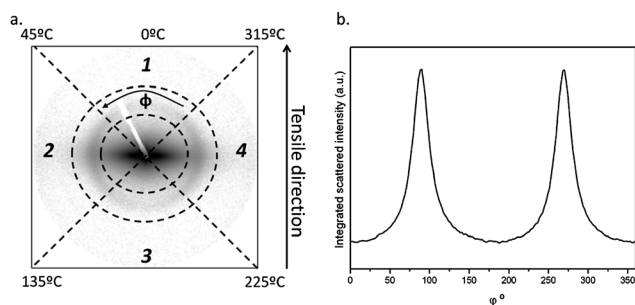 a.
45ºC 0ºC 315ºC
1
ϕ
2
4
3
135ºC 225ºC
Tensile direction
b.
Integrated scattered intensity (a.u.)
0 50 100 150 200 250 300 350
φ º